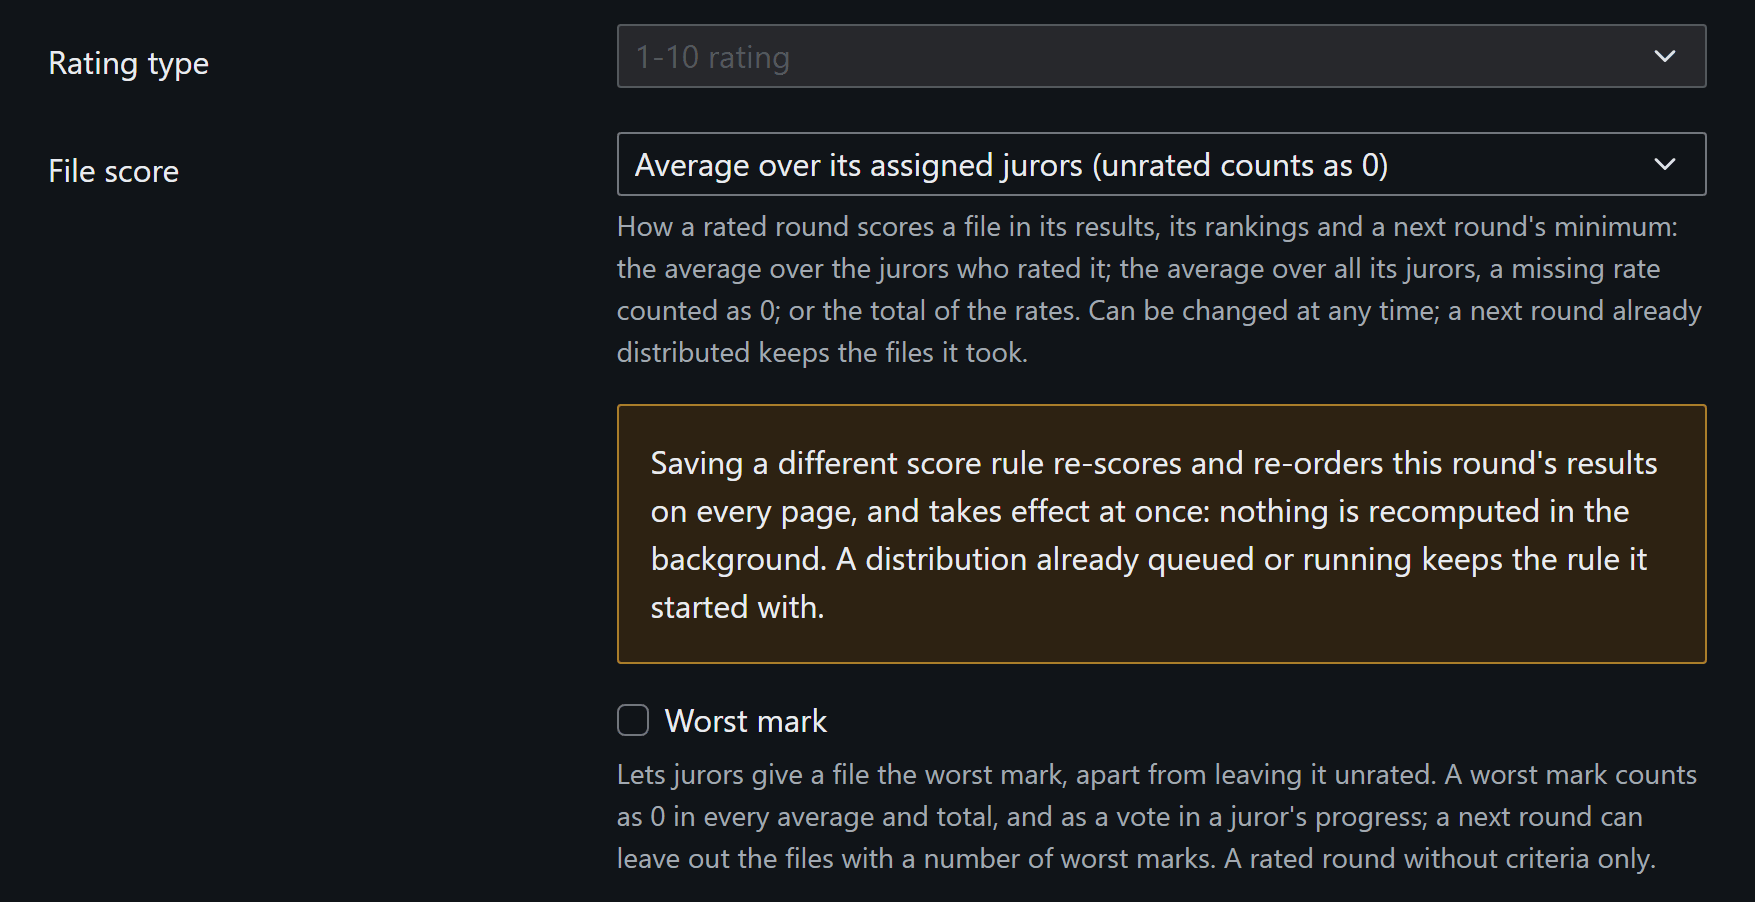 Rating type
1-10 rating
File score
Average over its assigned jurors (unrated counts as 0)
How a rated round scores a file in its results, its rankings and a next round's minimum:
the average over the jurors who rated it; the average over all its jurors, a missing rate
counted as 0; or the total of the rates. Can be changed at any time; a next round already
distributed keeps the files it took.
Saving a different score rule re-scores and re-orders this round's results
on every page, and takes effect at once: nothing is recomputed in the
background. A distribution already queued or running keeps the rule it
started with.
Worst mark
Lets jurors give a file the worst mark, apart from leaving it unrated. A worst mark counts
as 0 in every average and total, and as a vote in a juror's progress; a next round can
leave out the files with a number of worst marks. A rated round without criteria only.